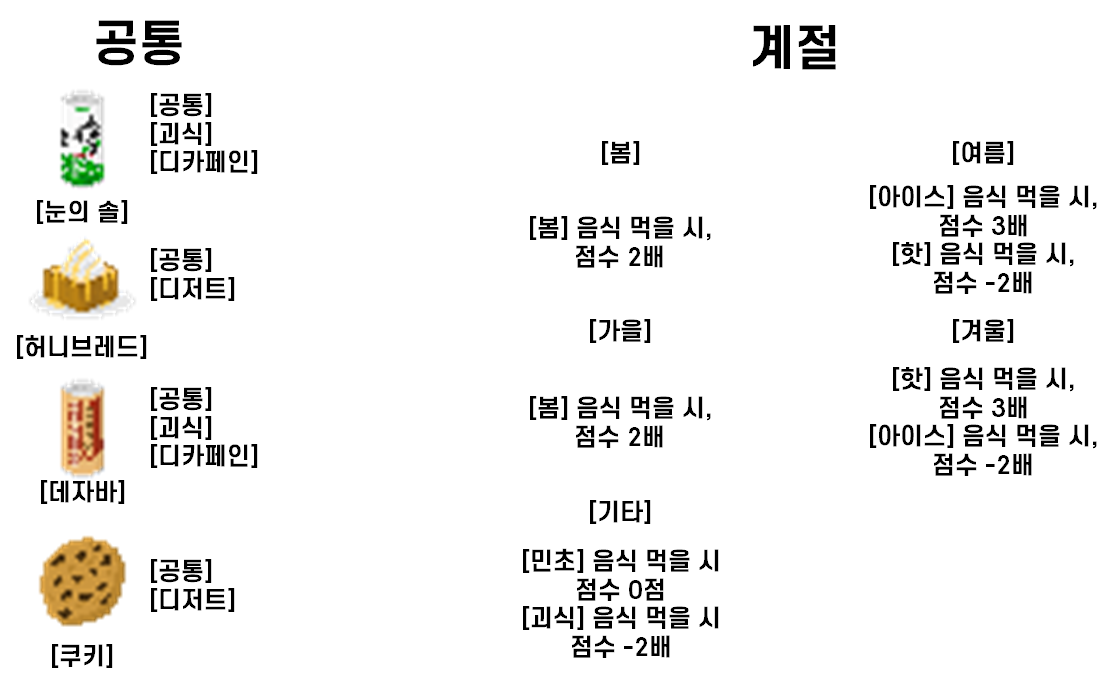 공통
[공통]
[괴식]
[디카페인]
[눈의 솔]
[공통]
[디저트]
[허니브레드]
[공통]
[괴식]
[디카페인]
[데자바]
[공통]
[디저트]
[쿠키]
계절
[봄]
[봄] 음식 먹을 시,
점수 2배
[여름]
[아이스] 음식 먹을 시,
점수 3배
[핫] 음식 먹을 시,
점수 -2배
[가을]
[봄] 음식 먹을 시,
점수 2배
[겨울]
[핫] 음식 먹을 시,
점수 3배
[아이스] 음식 먹을 시,
점수 -2배
[기타]
[민초] 음식 먹을 시
점수 0점
[괴식] 음식 먹을 시
점수 -2배